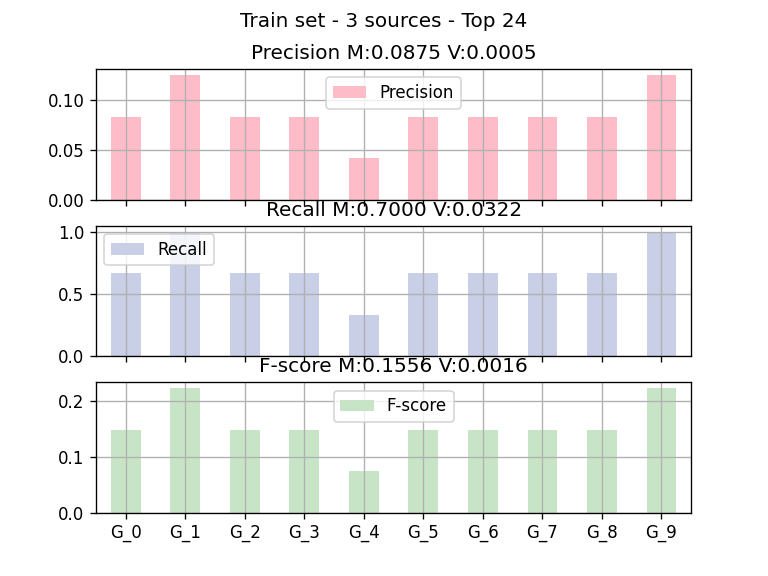 Train set - 3 sources - Top 24
Precision M:0.0875 V:0.0005
0.10
0.05
0.00
Precision
Recall M:0.7000 V:0.0322
1.0
0.5
0.0
Recall
F-score M:0.1556 V:0.0016
0.2
0.1
0.0
F-score
G_0 G_1 G_2 G_3 G_4 G_5 G_6 G_7 G_8 G_9